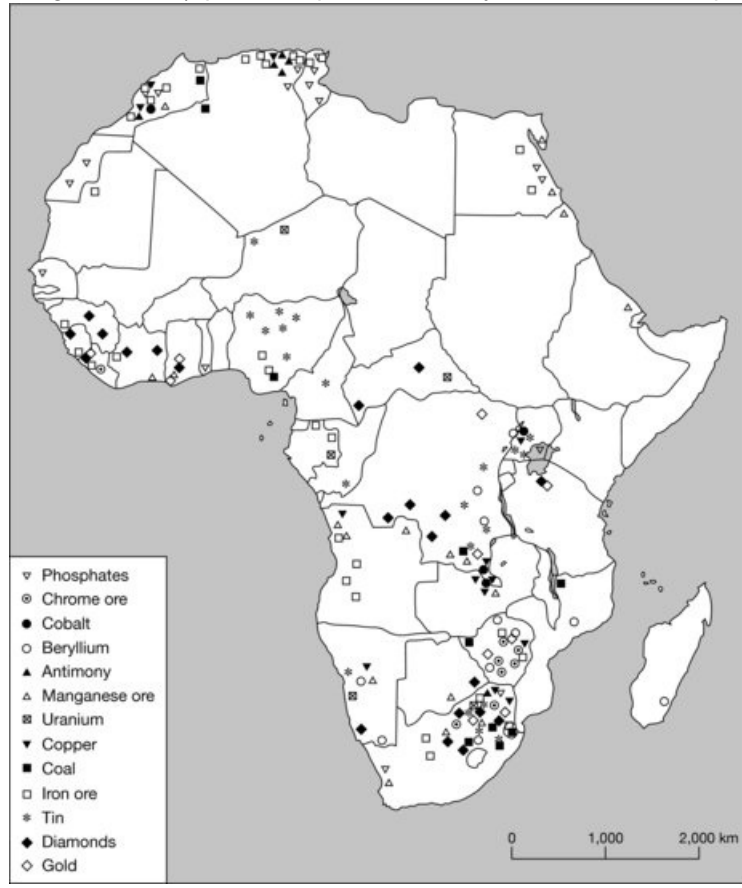 Phosphates
Chrome ore
Cobalt
Beryllium
Antimony
Manganese ore
Uranium
Copper
Coal
Iron ore
Tin
Diamonds
Gold
0 1,000 2,000 km